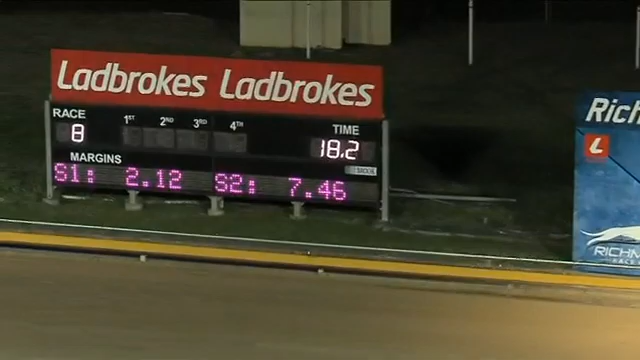 Ladbrokes Ladbrokes
RACE 1ST 2ND 3RD 4TH TIME
8 18.2
MARGINS
S1: 2.12 S2: 7.46
Rich
L
RICHM
RACE